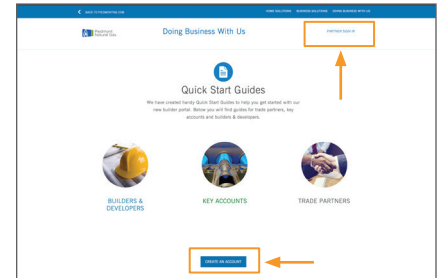 BACK TO PIEDMONTNG.COM
HOME SOLUTIONS BUSINESS SOLUTIONS DOING BUSINESS WITH US
Piedmont
Natural Gas
Doing Business With Us
PARTNER SIGN IN
Quick Start Guides
We have created handy Quick Start Guides to help you get started with our
new builder portal. Below you will find guides for trade partners, key
accounts and builders & developers.
BUILDERS &
DEVELOPERS
KEY ACCOUNTS
TRADE PARTNERS
CREATE AN ACCOUNT